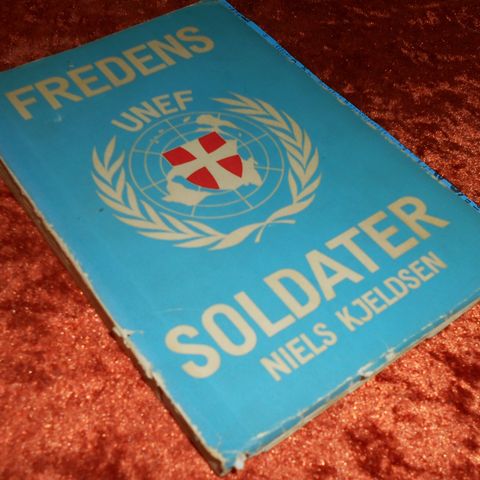 FREDENS
UNEF
SOLDATER
NIELS KJELDSEN